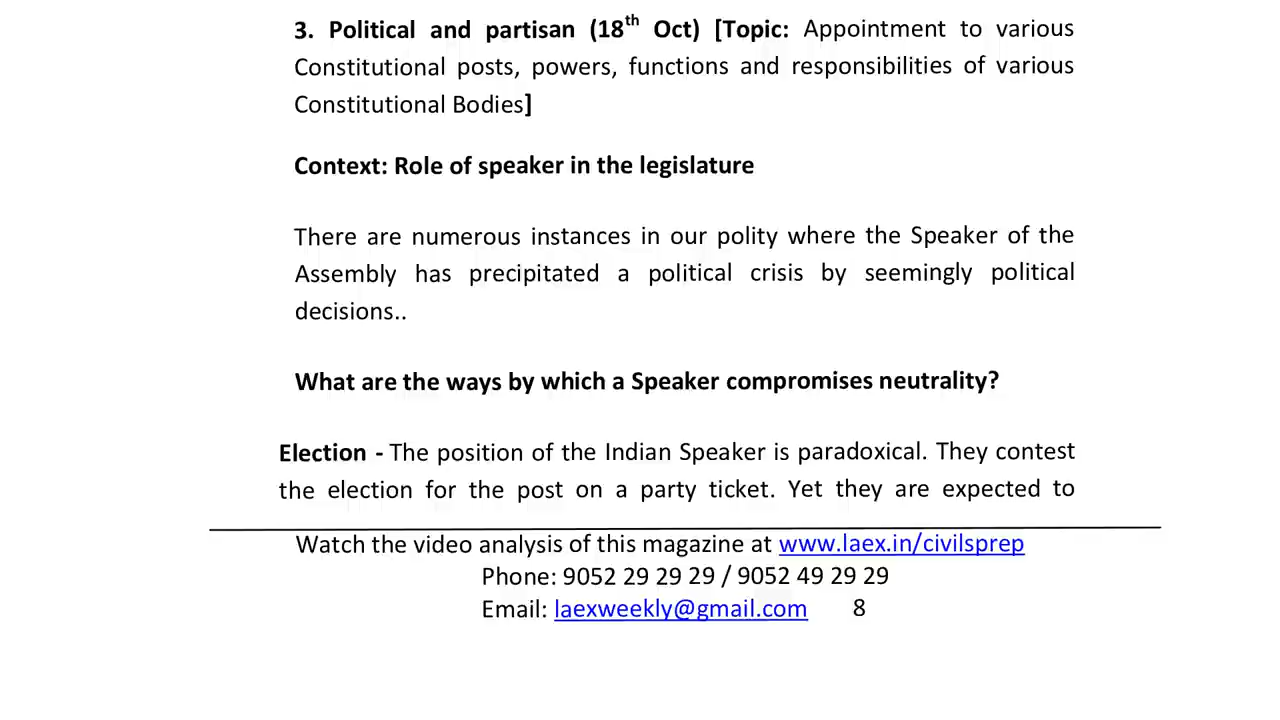 3. Political and partisan (18th Oct) [Topic: Appointment to various
Constitutional posts, powers, functions and responsibilities of various
Constitutional Bodies]
Context: Role of speaker in the legislature
There are numerous instances in our polity where the Speaker of the
Assembly has precipitated a political crisis by seemingly political
decisions..
What are the ways by which a Speaker compromises neutrality?
Election - The position of the Indian Speaker is paradoxical. They contest
the election for the post on a party ticket. Yet they are expected to
Watch the video analysis of this magazine at www.laex.in/civilsprep
Phone: 9052 29 29 29 / 9052 49 29 29
Email: laexweekly@gmail.com 8